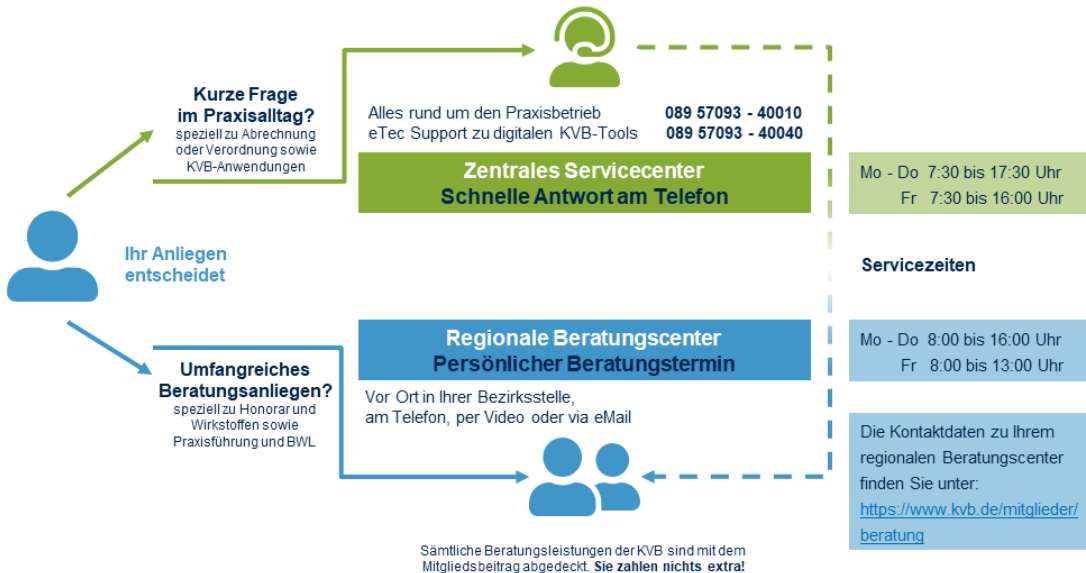 Kurze Frage
im Praxisalltag?
speziell zu Abrechnung
oder Verordnung sowie
KVB-Anwendungen
Alles rund um den Praxisbetrieb 089 57093 - 40010
eTec Support zu digitalen KVB-Tools 089 57093 - 40040
Zentrales Servicecenter
Schnelle Antwort am Telefon
Mo - Do 7:30 bis 17:30 Uhr
Fr 7:30 bis 16:00 Uhr
Ihr Anliegen
entscheidet
Servicezeiten
Regionale Beratungscenter
Persönlicher Beratungstermin
Mo - Do 8:00 bis 16:00 Uhr
Fr 8:00 bis 13:00 Uhr
Umfangreiches
Beratungsanliegen?
speziell zu Honorar und
Wirkstoffen sowie
Praxisführung und BWL
Vor Ort in Ihrer Bezirksstelle,
am Telefon, per Video oder via eMail
Die Kontaktdaten zu Ihrem
regionalen Beratungscenter
finden Sie unter:
https://www.kvb.de/mitglieder/
beratung
Sämtliche Beratungsleistungen der KVB sind mit dem
Mitgliedsbeitrag abgedeckt. Sie zahlen nichts extra!